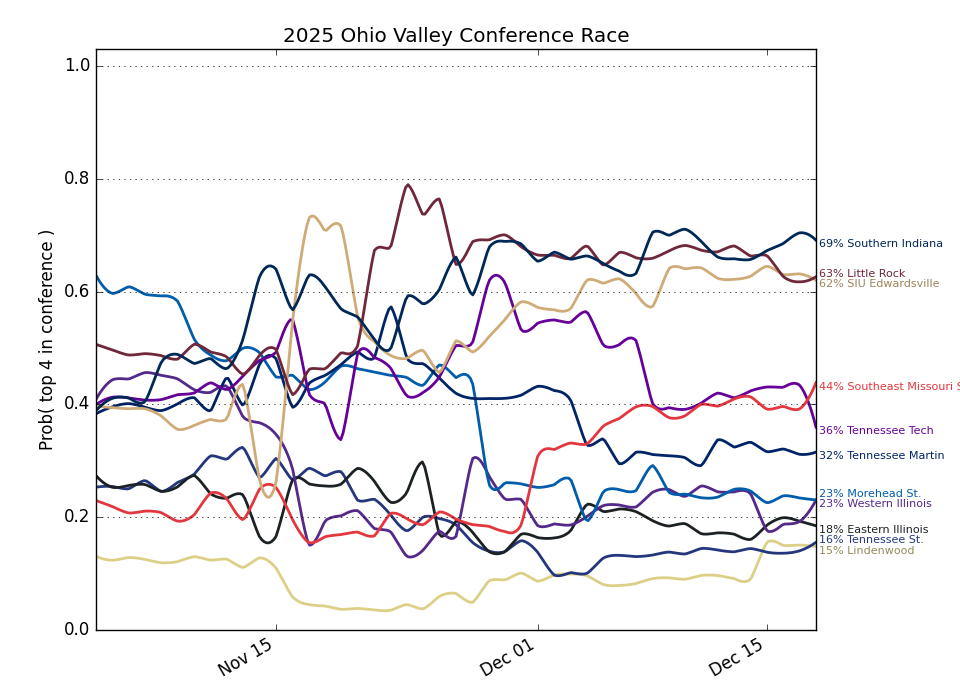 2025 Ohio Valley Conference Race
Prob( top 4 in conference )
1.0
0.8
0.6
0.4
0.2
0.0
Nov 15
Dec 01
Dec 15
69% Southern Indiana
63% Little Rock
62% SIU Edwardsville
44% Southeast Missouri S
36% Tennessee Tech
32% Tennessee Martin
23% Morehead St.
23% Western Illinois
18% Eastern Illinois
16% Tennessee St.
15% Lindenwood